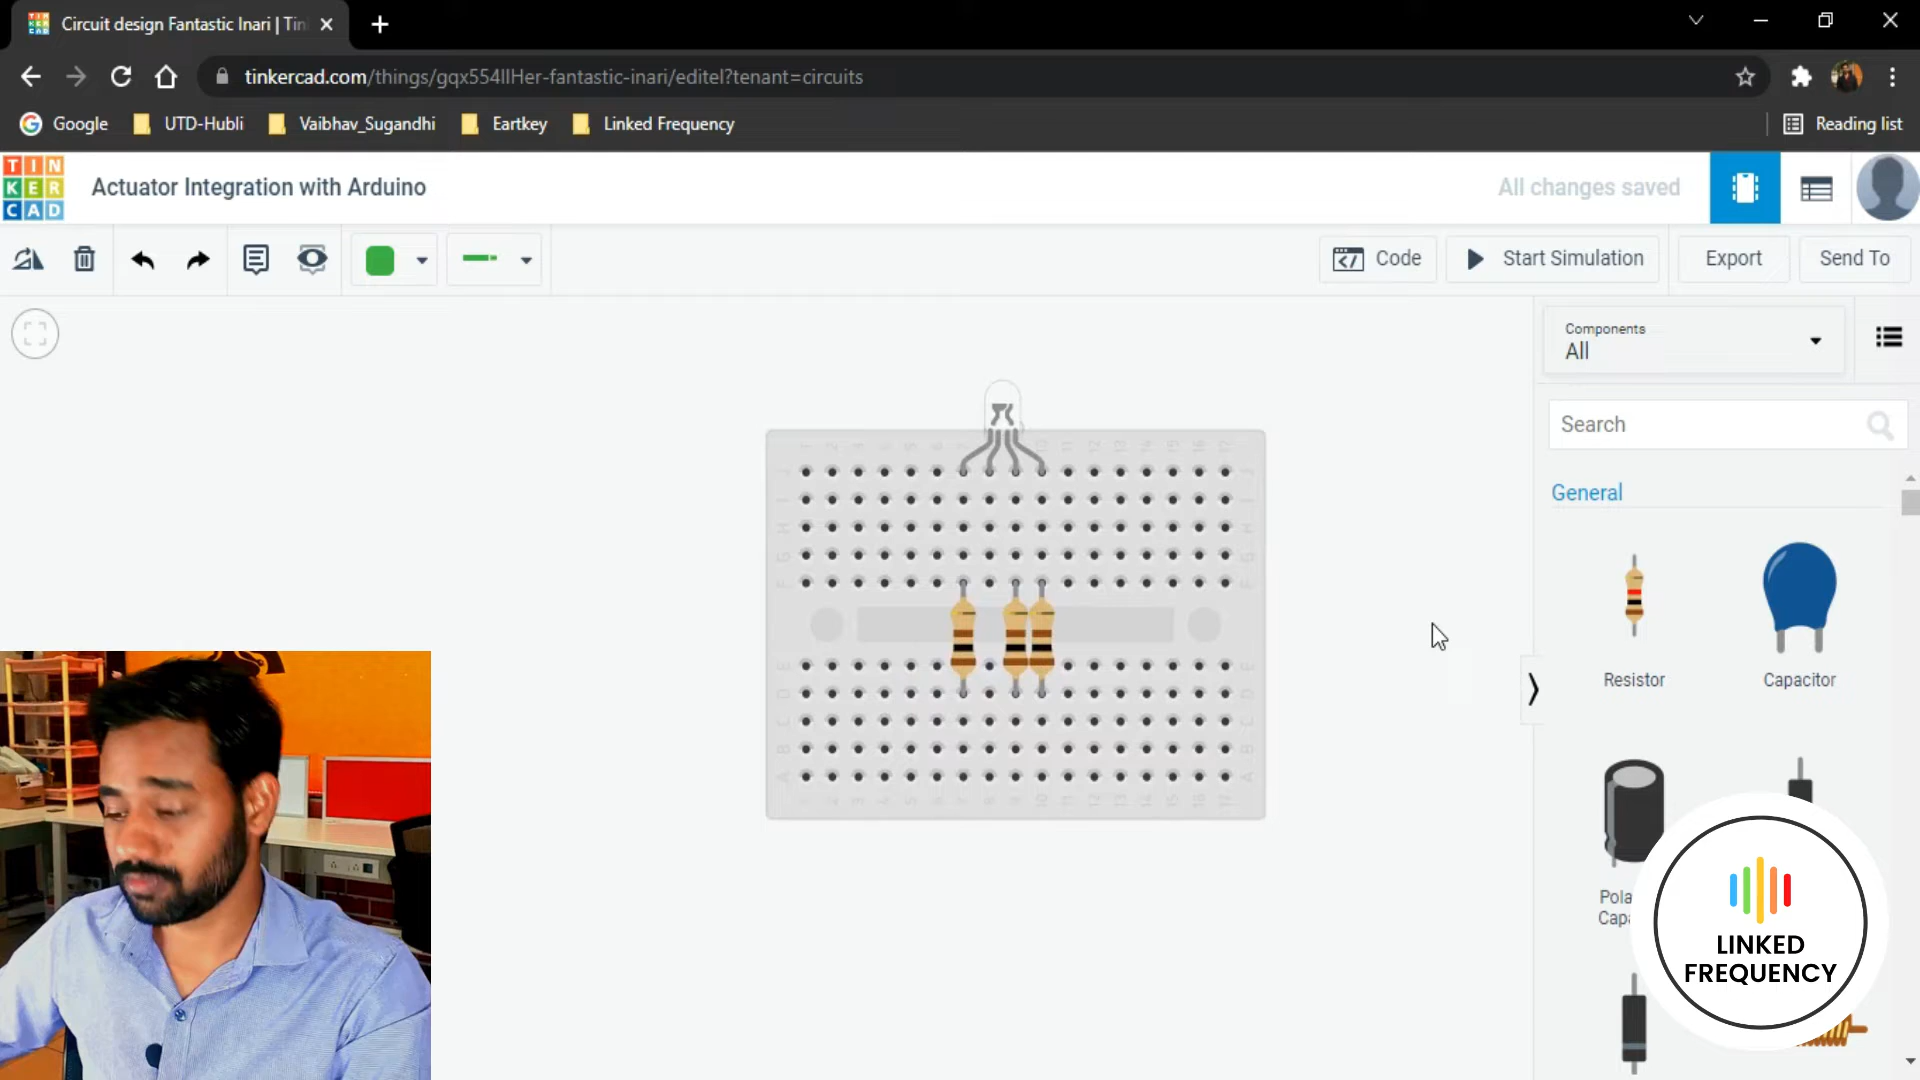 Circuit design Fantastic Inari | Tin
tinkercad.com/things/gqx554llHer-fantastic-inari/editel?tenant=circuits
Google
UTD-Hubli
Vaibhav_Sugandhi
Eartkey
Linked Frequency
Reading list
TIN
KER
CAD
Actuator Integration with Arduino
All changes saved
Code
Start Simulation
Export
Send To
Components
All
Search
General
Resistor
Capacitor
Pola
Capa
LINKED
FREQUENCY